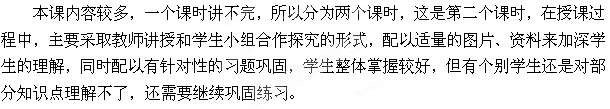 本课内容较多，一个课时讲不完，所以分为两个课时，这是第二个课时，在授课过
程中，主要采取教师讲授和学生小组合作探究的形式，配以适量的图片、资料来加深学
生的理解，同时配以有针对性的习题巩固，学生整体掌握较好，但有个别学生还是对部
分知识点理解不了，还需要继续巩固练习。